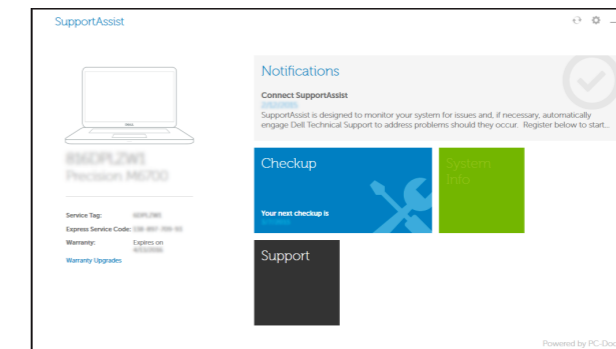 SupportAssist
Notifications
Connect SupportAssist
SupportAssist is designed to monitor your system for issues and, if necessary, automatically
engage Dell Technical Support to address problems should they occur. Register below to start...
Checkup
System
Info
Your next checkup is
Support
Precision M6700
Service Tag:
Express Service Code:
Warranty: Expires on
Warranty Upgrades
Powered by PC-Doc